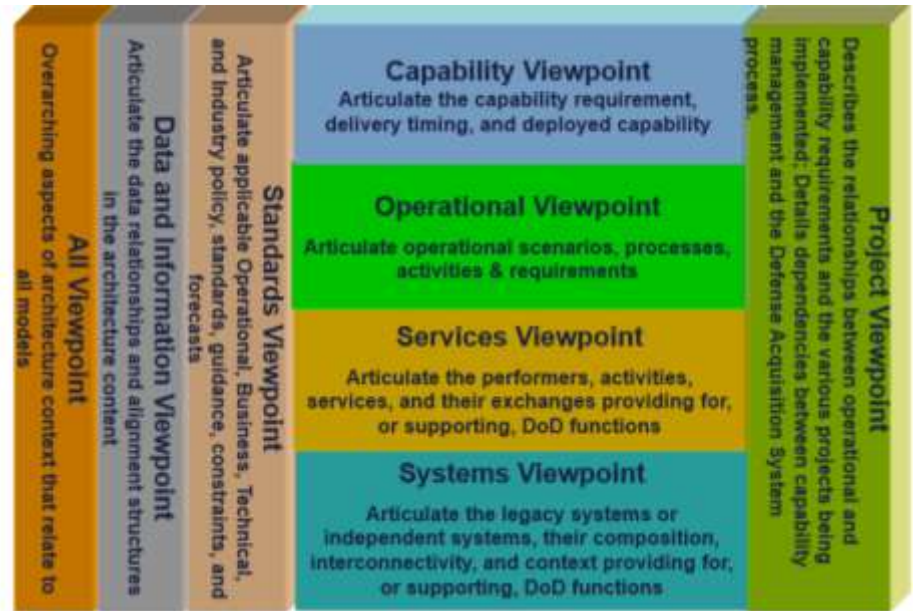 All Viewpoint
Overarching aspects of architecture context that relate to
all models
Data and Information Viewpoint
Articulate the data relationships and alignment structures
in the architecture content
Standards Viewpoint
Articulate applicable Operational, Business, Technical,
and Industry policy, standards, guidance, constraints, and
forecasts
Capability Viewpoint
Articulate the capability requirement,
delivery timing, and deployed capability
Operational Viewpoint
Articulate operational scenarios, processes,
activities & requirements
Services Viewpoint
Articulate the performers, activities,
services, and their exchanges providing for,
or supporting, DoD functions
Systems Viewpoint
Articulate the legacy systems or
independent systems, their composition,
interconnectivity, and context providing for,
or supporting, DoD functions
Project Viewpoint
Describes the relationships between operational and
capability requirements and the various projects being
implemented; Details dependencies between capability
management and the Defense Acquisition System
process.